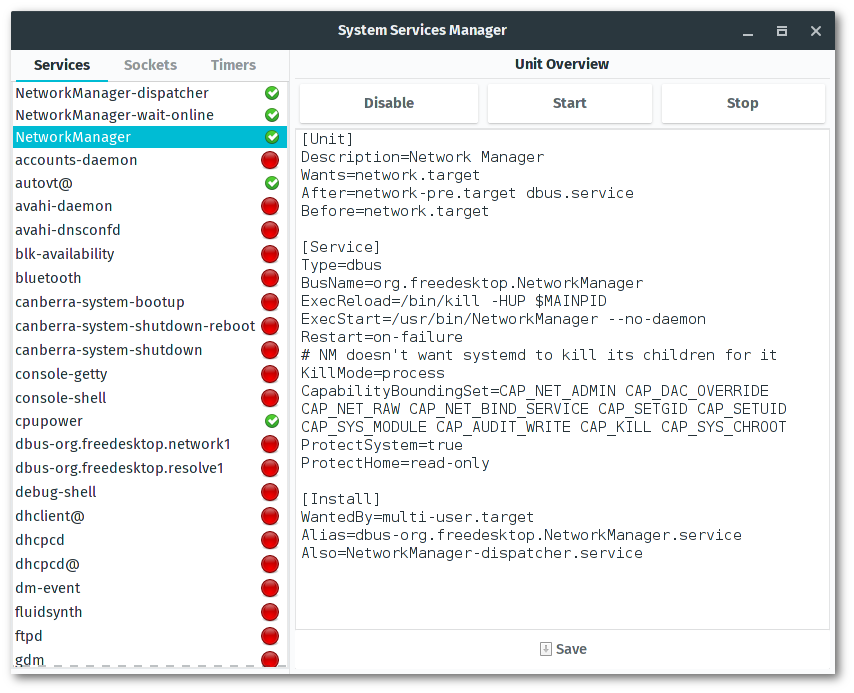 System Services Manager
Services Sockets Timers
Unit Overview
NetworkManager-dispatcher
NetworkManager-wait-online
NetworkManager
accounts-daemon
autovt@
avahi-daemon
avahi-dnsconfd
blk-availability
bluetooth
canberra-system-bootup
canberra-system-shutdown-reboot
canberra-system-shutdown
console-getty
console-shell
cpupower
dbus-org.freedesktop.network1
dbus-org.freedesktop.resolve1
debug-shell
dhclient@
dhcpcd
dhcpcd@
dm-event
fluidsynth
ftpd
gdm
Disable Start Stop
[Unit]
Description=Network Manager
Wants=network.target
After=network-pre.target dbus.service
Before=network.target
[Service]
Type=dbus
BusName=org.freedesktop.NetworkManager
ExecReload=/bin/kill -HUP $MAINPID
ExecStart=/usr/bin/NetworkManager --no-daemon
Restart=on-failure
# NM doesn't want systemd to kill its children for it
KillMode=process
CapabilityBoundingSet=CAP_NET_ADMIN CAP_DAC_OVERRIDE
CAP_NET_RAW CAP_NET_BIND_SERVICE CAP_SETGID CAP_SETUID
CAP_SYS_MODULE CAP_AUDIT_WRITE CAP_KILL CAP_SYS_CHROOT
ProtectSystem=true
ProtectHome=read-only
[Install]
WantedBy=multi-user.target
Alias=dbus-org.freedesktop.NetworkManager.service
Also=NetworkManager-dispatcher.service
Save